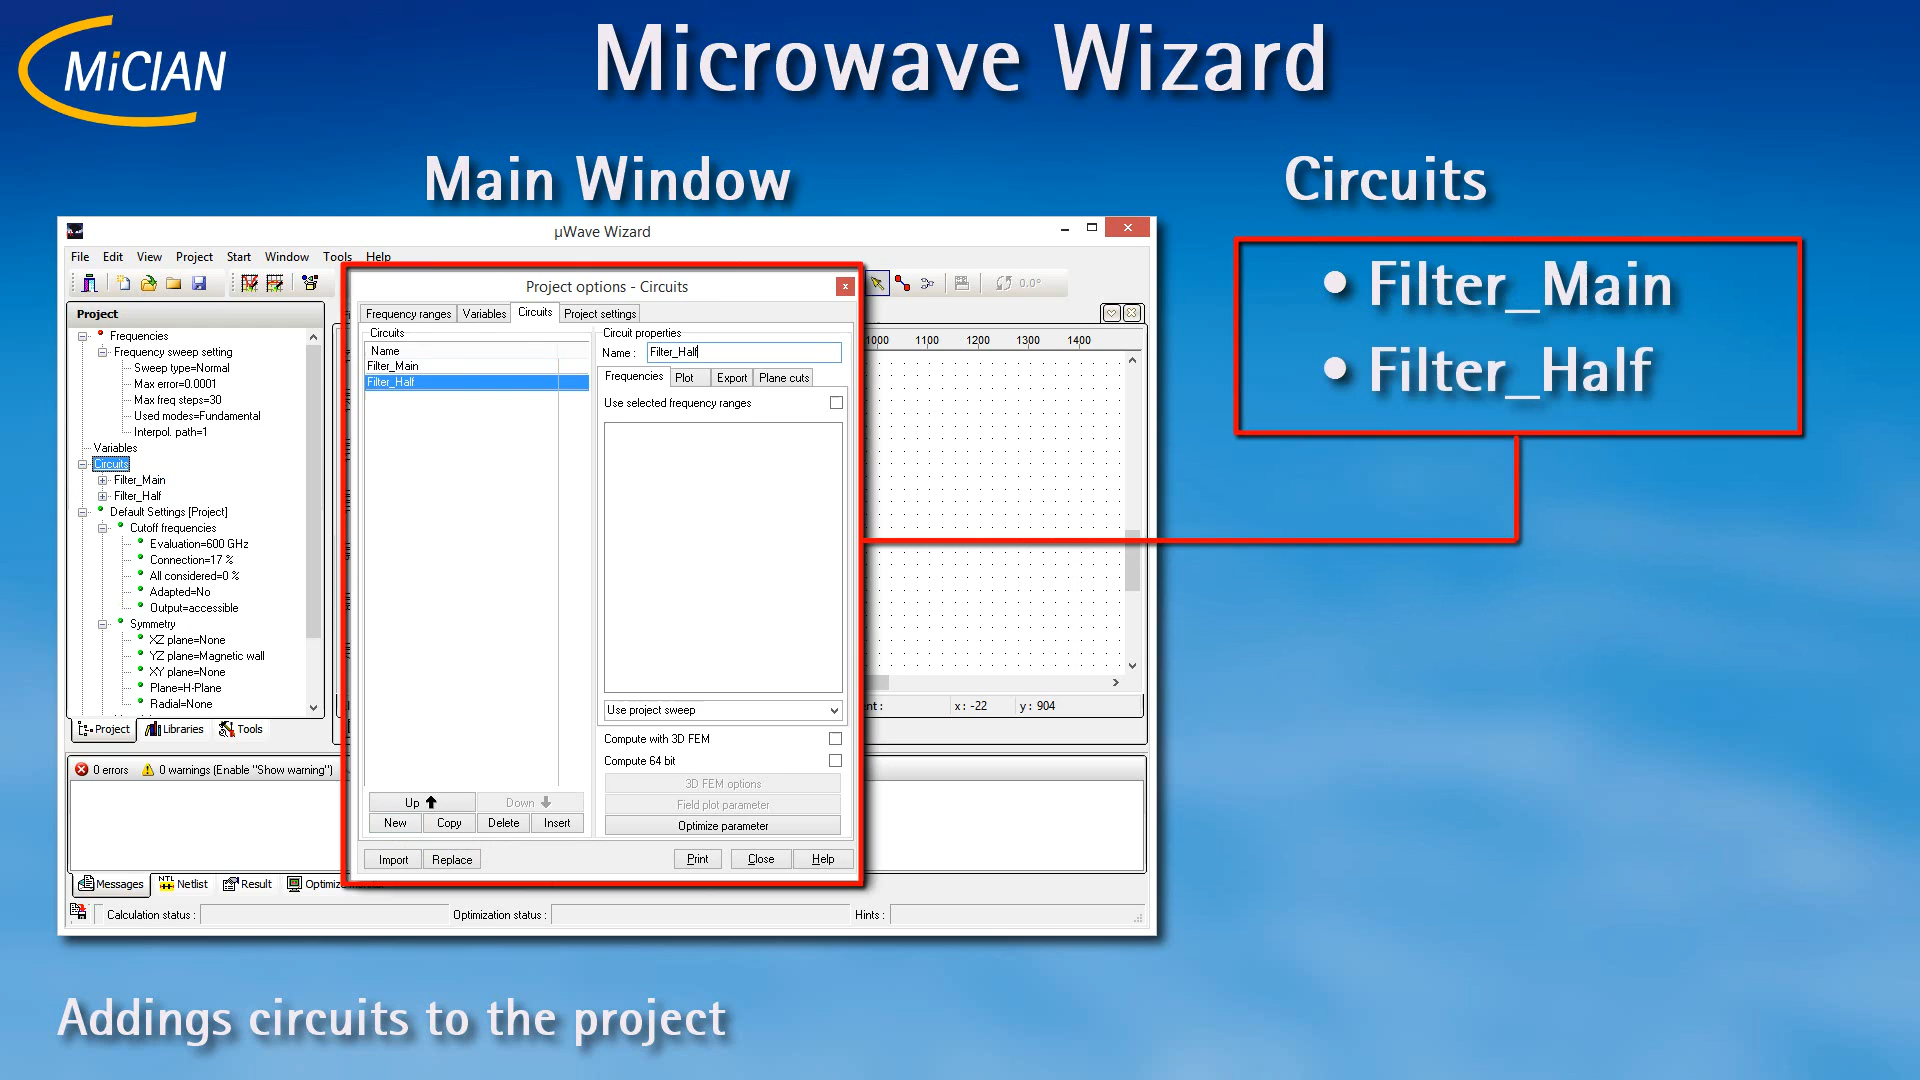 MiCIAN
Microwave Wizard
Main Window
Circuits
• Filter_Main
• Filter_Half
µWave Wizard
File Edit View Project Start Window Tools Help
0.0°
Project
Frequencies
Frequency sweep setting
Sweep type=Normal
Max error=0.0001
Max freq steps=30
Used modes=Fundamental
Interpol. path=1
Variables
Circuits
Filter_Main
Filter_Half
Default Settings [Project]
Cutoff frequencies
Evaluation=600 GHz
Connection=17 %
All considered=0 %
Adapted=No
Output=accessible
Symmetry
XZ plane=None
YZ plane=Magnetic wall
XY plane=None
Plane=H-Plane
Radial=None
Project Libraries Tools
Project options - Circuits
Frequency ranges Variables Circuits Project settings
Circuits
Name
Filter_Main
Filter_Half
Up Down
New Copy Delete Insert
Import Replace
Circuit properties
Name : Filter_Half
Frequencies Plot Export Plane cuts
Use selected frequency ranges
Use project sweep
Compute with 3D FEM
Compute 64 bit
3D FEM options
Field plot parameter
Optimize parameter
Print Close Help
1000 1100 1200 1300 1400
x: -22 y: 904
0 errors 0 warnings (Enable "Show warning")
Messages Netlist Result
Calculation status : Optimization status : Hints :
Addings circuits to the project